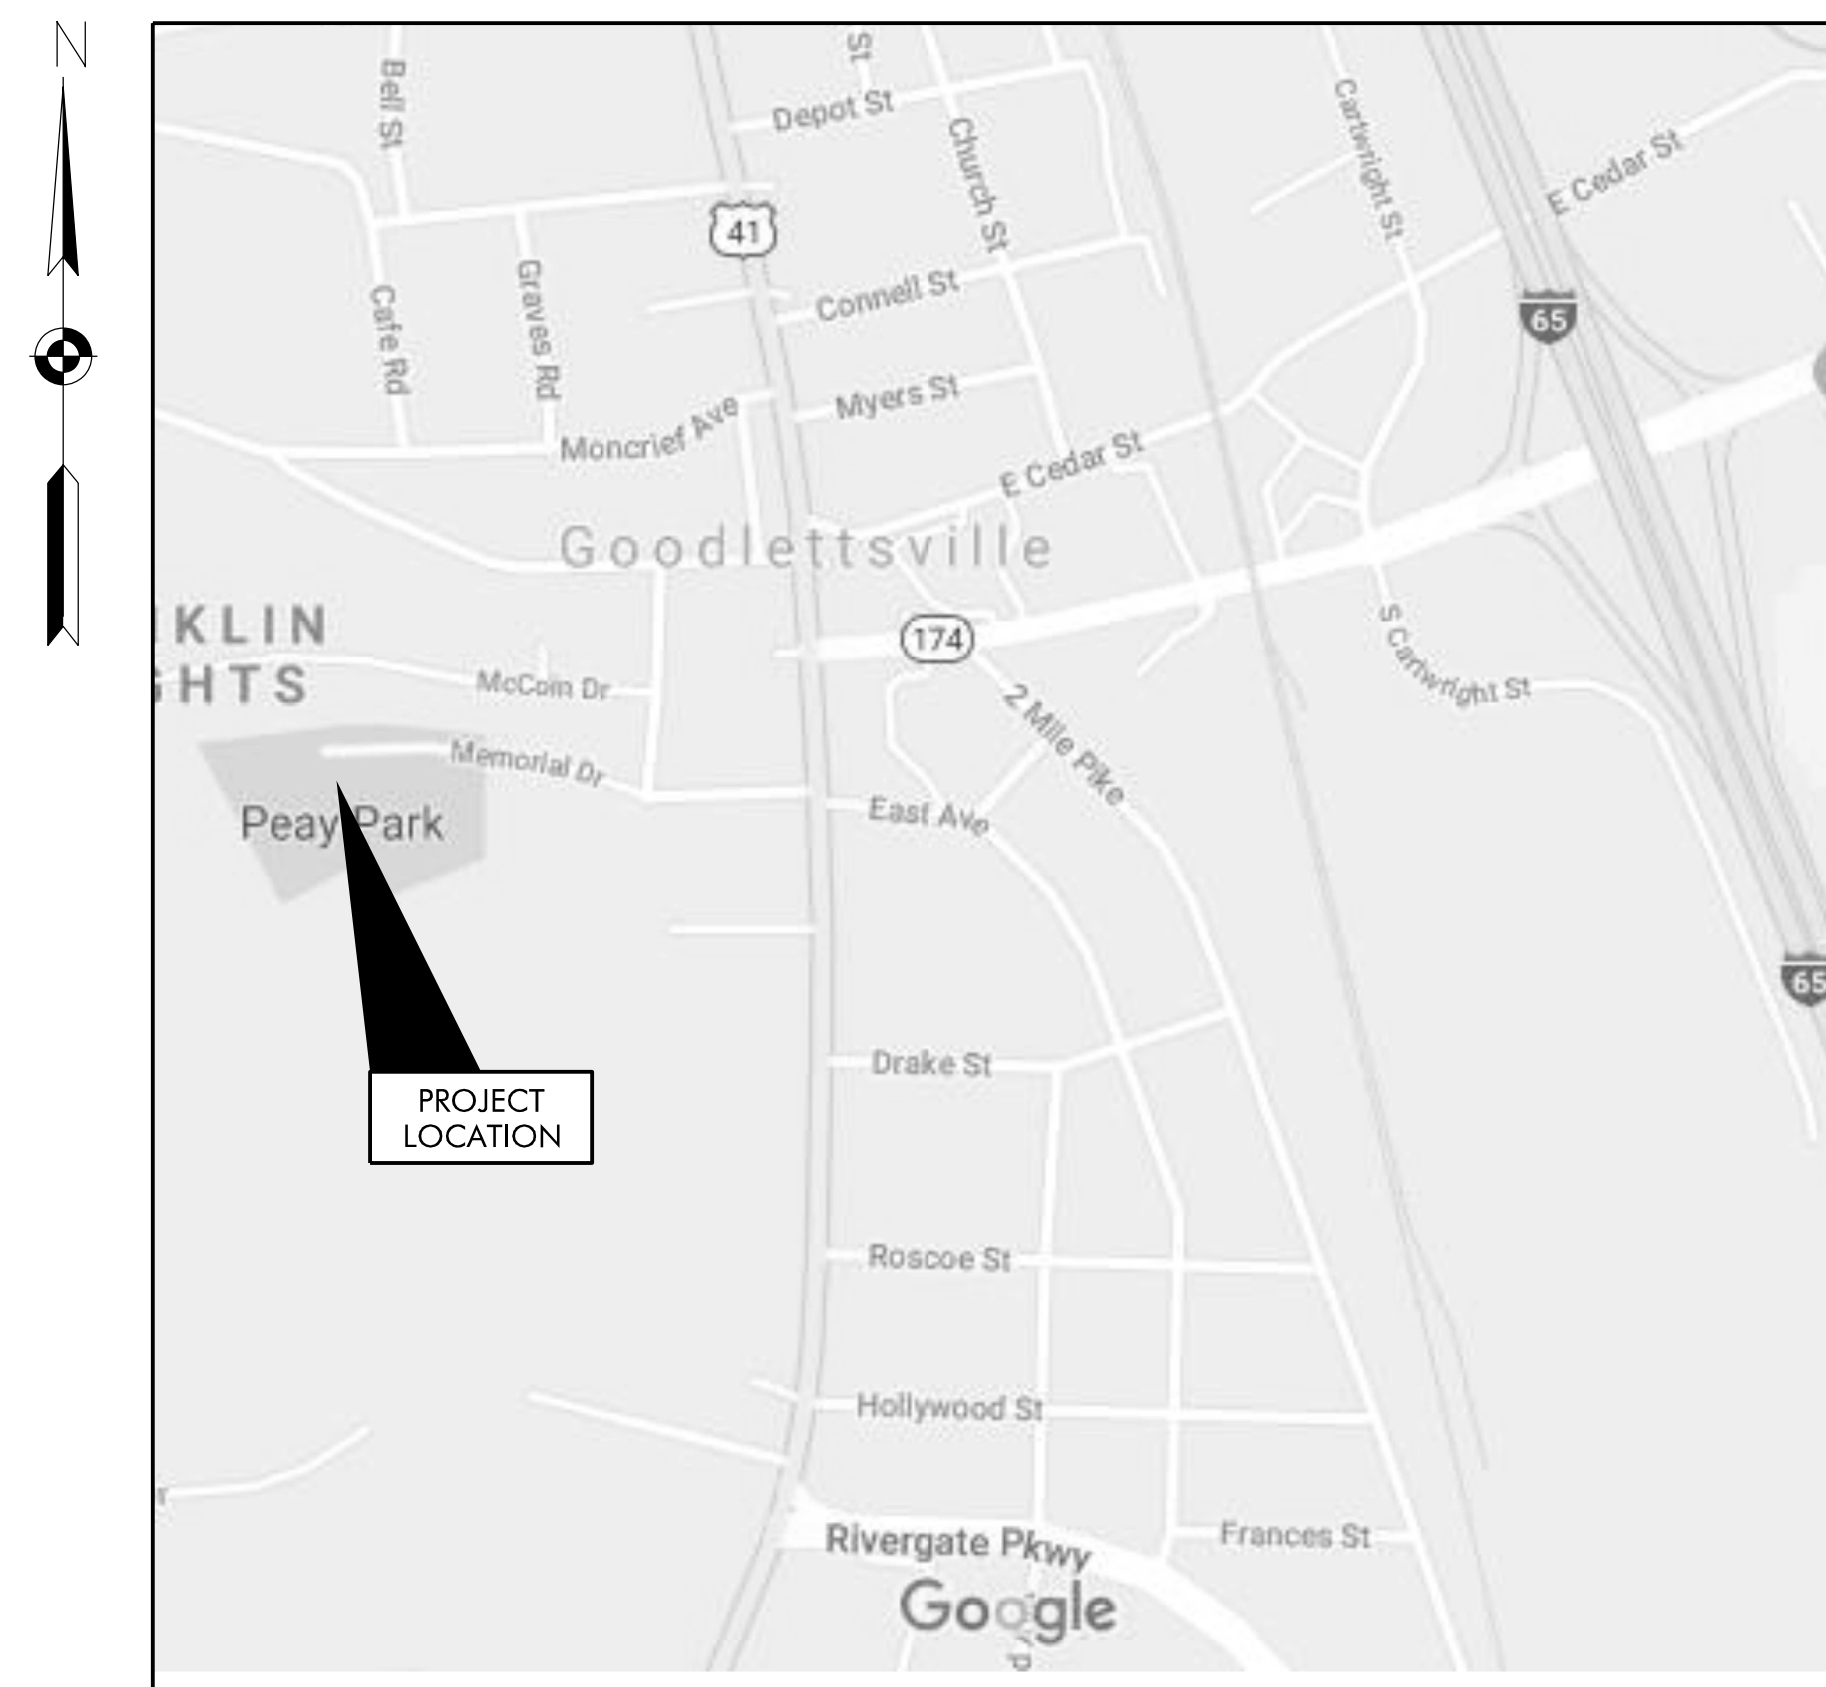 N
Bell St
St
Depot St
Church St
Cartwright St
E Cedar St
41
Cafe Rd
Graves Rd
Connell St
65
Moncrief Ave
Myers St
E Cedar St
Goodlettsville
KLIN
GHTS
174
McCoin Dr
S Cartwright St
2 Mile Pike
Memorial Dr
Peay Park
East Ave
65
Drake St
PROJECT
LOCATION
Roscoe St
Hollywood St
Rivergate Pkwy
Frances St
Google